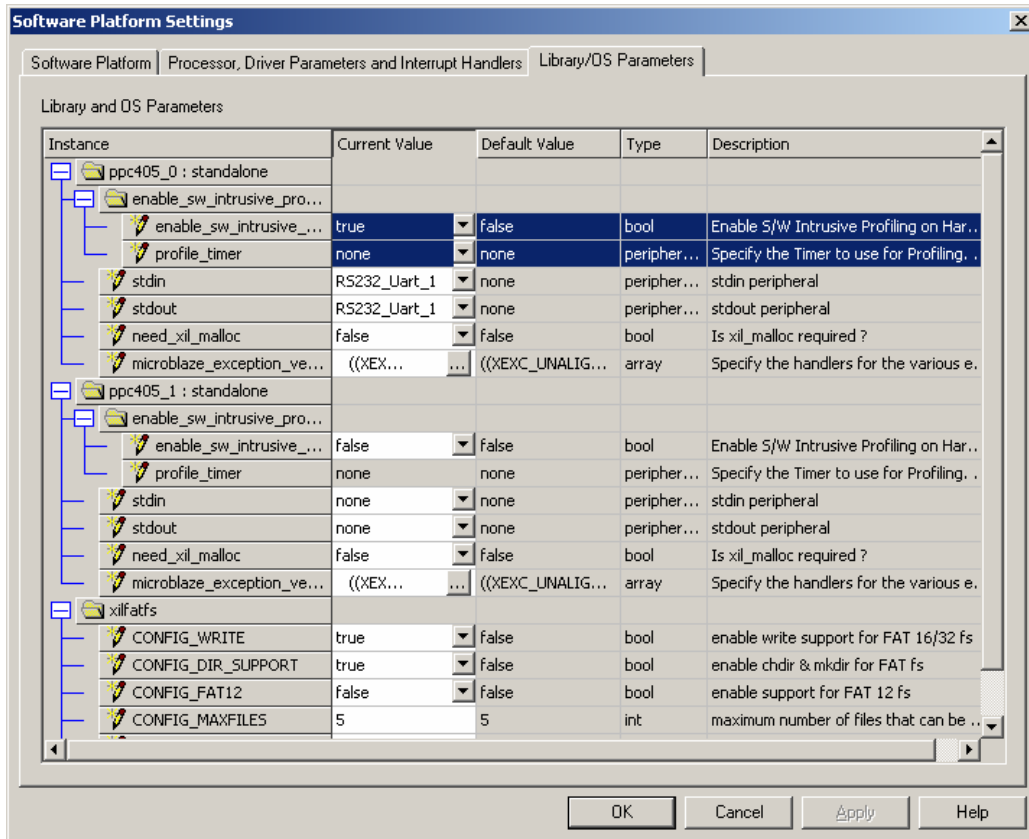 Software Platform Settings
Software Platform Processor, Driver Parameters and Interrupt Handlers Library/OS Parameters
Library and OS Parameters
Instance Current Value Default Value Type Description
ppc405_0 : standalone
enable_sw_intrusive_pro...
enable_sw_intrusive_... true false bool Enable S/W Intrusive Profiling on Har..
profile_timer none none peripher... Specify the Timer to use for Profiling. .
stdin RS232_Uart_1 none peripher... stdin peripheral
stdout RS232_Uart_1 none peripher... stdout peripheral
need_xil_malloc false false bool Is xil_malloc required ?
microblaze_exception_ve... ((XEX... ... ((XEXC_UNALIG... array Specify the handlers for the various e.
ppc405_1 : standalone
enable_sw_intrusive_pro...
enable_sw_intrusive_... false false bool Enable S/W Intrusive Profiling on Har..
profile_timer none none peripher... Specify the Timer to use for Profiling. .
stdin none none peripher... stdin peripheral
stdout none none peripher... stdout peripheral
need_xil_malloc false false bool Is xil_malloc required ?
microblaze_exception_ve... ((XEX... ... ((XEXC_UNALIG... array Specify the handlers for the various e.
xilfatfs
CONFIG_WRITE true false bool enable write support for FAT 16/32 fs
CONFIG_DIR_SUPPORT true false bool enable chdir & mkdir for FAT fs
CONFIG_FAT12 false false bool enable support for FAT 12 fs
CONFIG_MAXFILES 5 5 int maximum number of files that can be ..
OK Cancel Apply Help